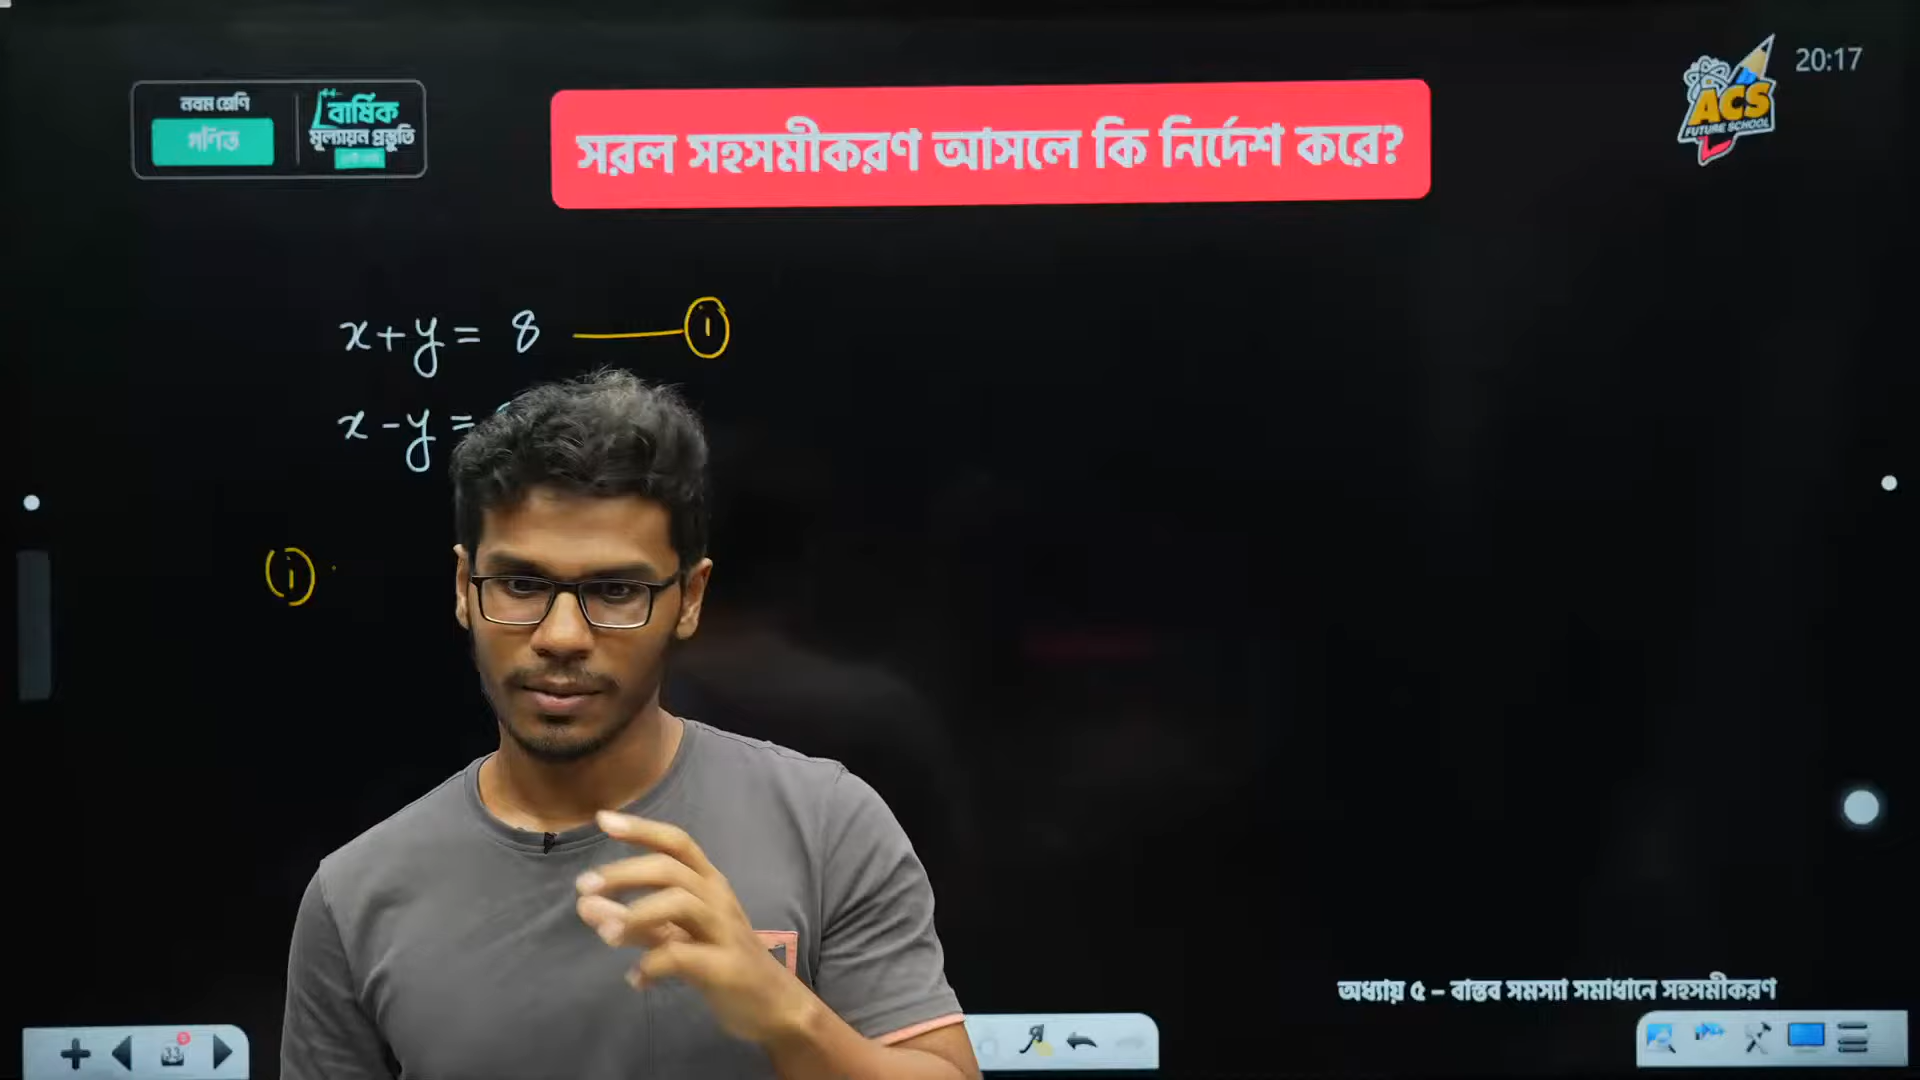 নবম শ্রেণি
গণিত
বার্ষিক
মূল্যায়ন প্রস্তুতি
সরল সহসমীকরণ আসলে কি নির্দেশ করে?
ACS
FUTURE SCHOOL
20:17
x+y= 8 ——— i
x-y=
i
অধ্যায় ৫ – বাস্তব সমস্যা সমাধানে সহসমীকরণ
33